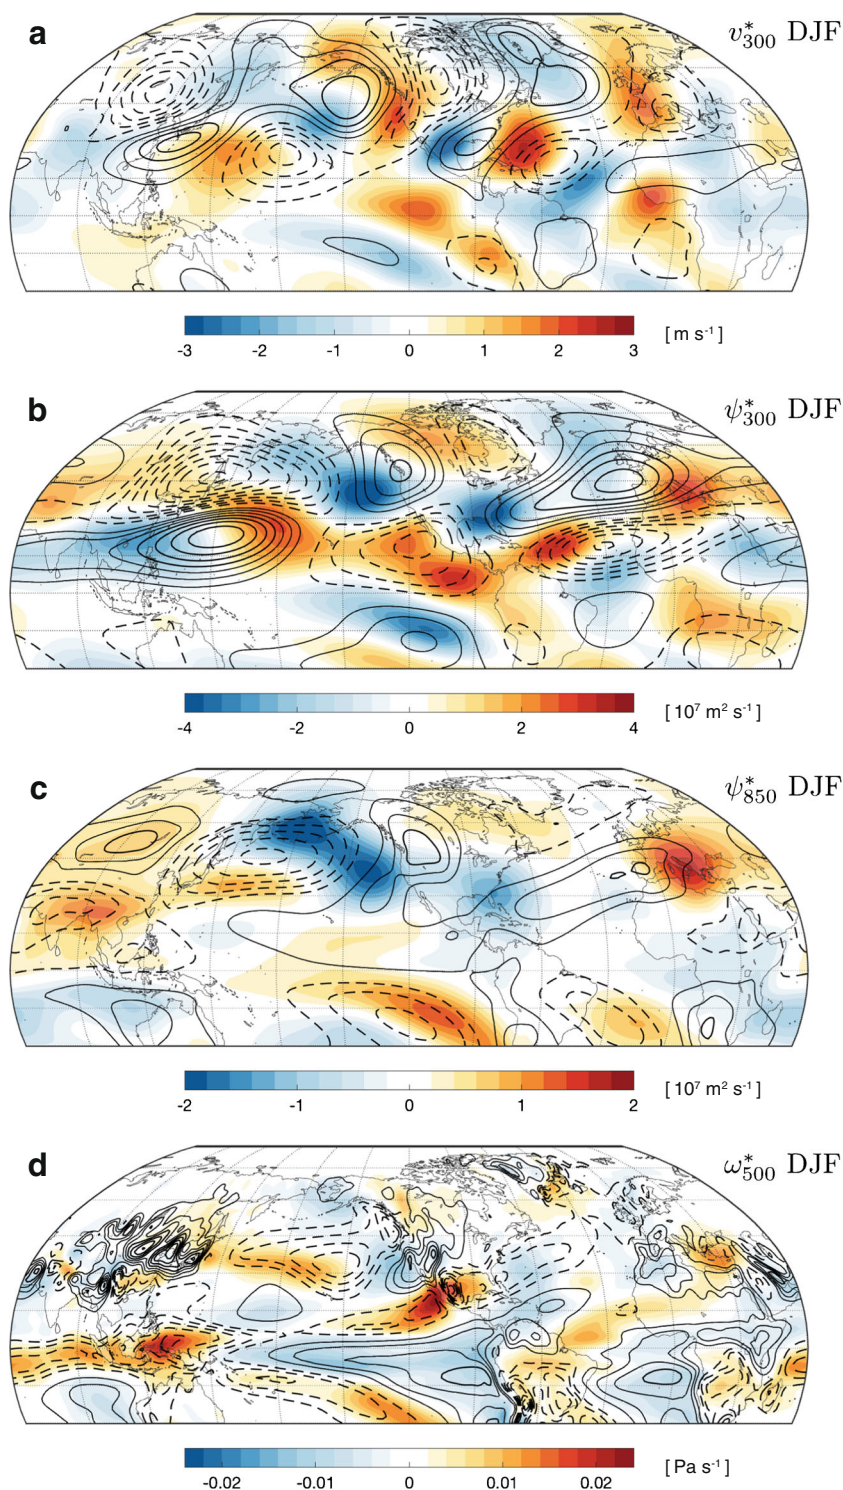 a
v*300 DJF
-3 -2 -1 0 1 2 3 [ m s-1 ]
b
ψ*300 DJF
-4 -2 0 2 4 [ 10⁷ m² s⁻¹ ]
c
ψ*850 DJF
-2 -1 0 1 2 [ 10⁷ m² s⁻¹ ]
d
ω*500 DJF
-0.02 -0.01 0 0.01 0.02 [ Pa s-1 ]